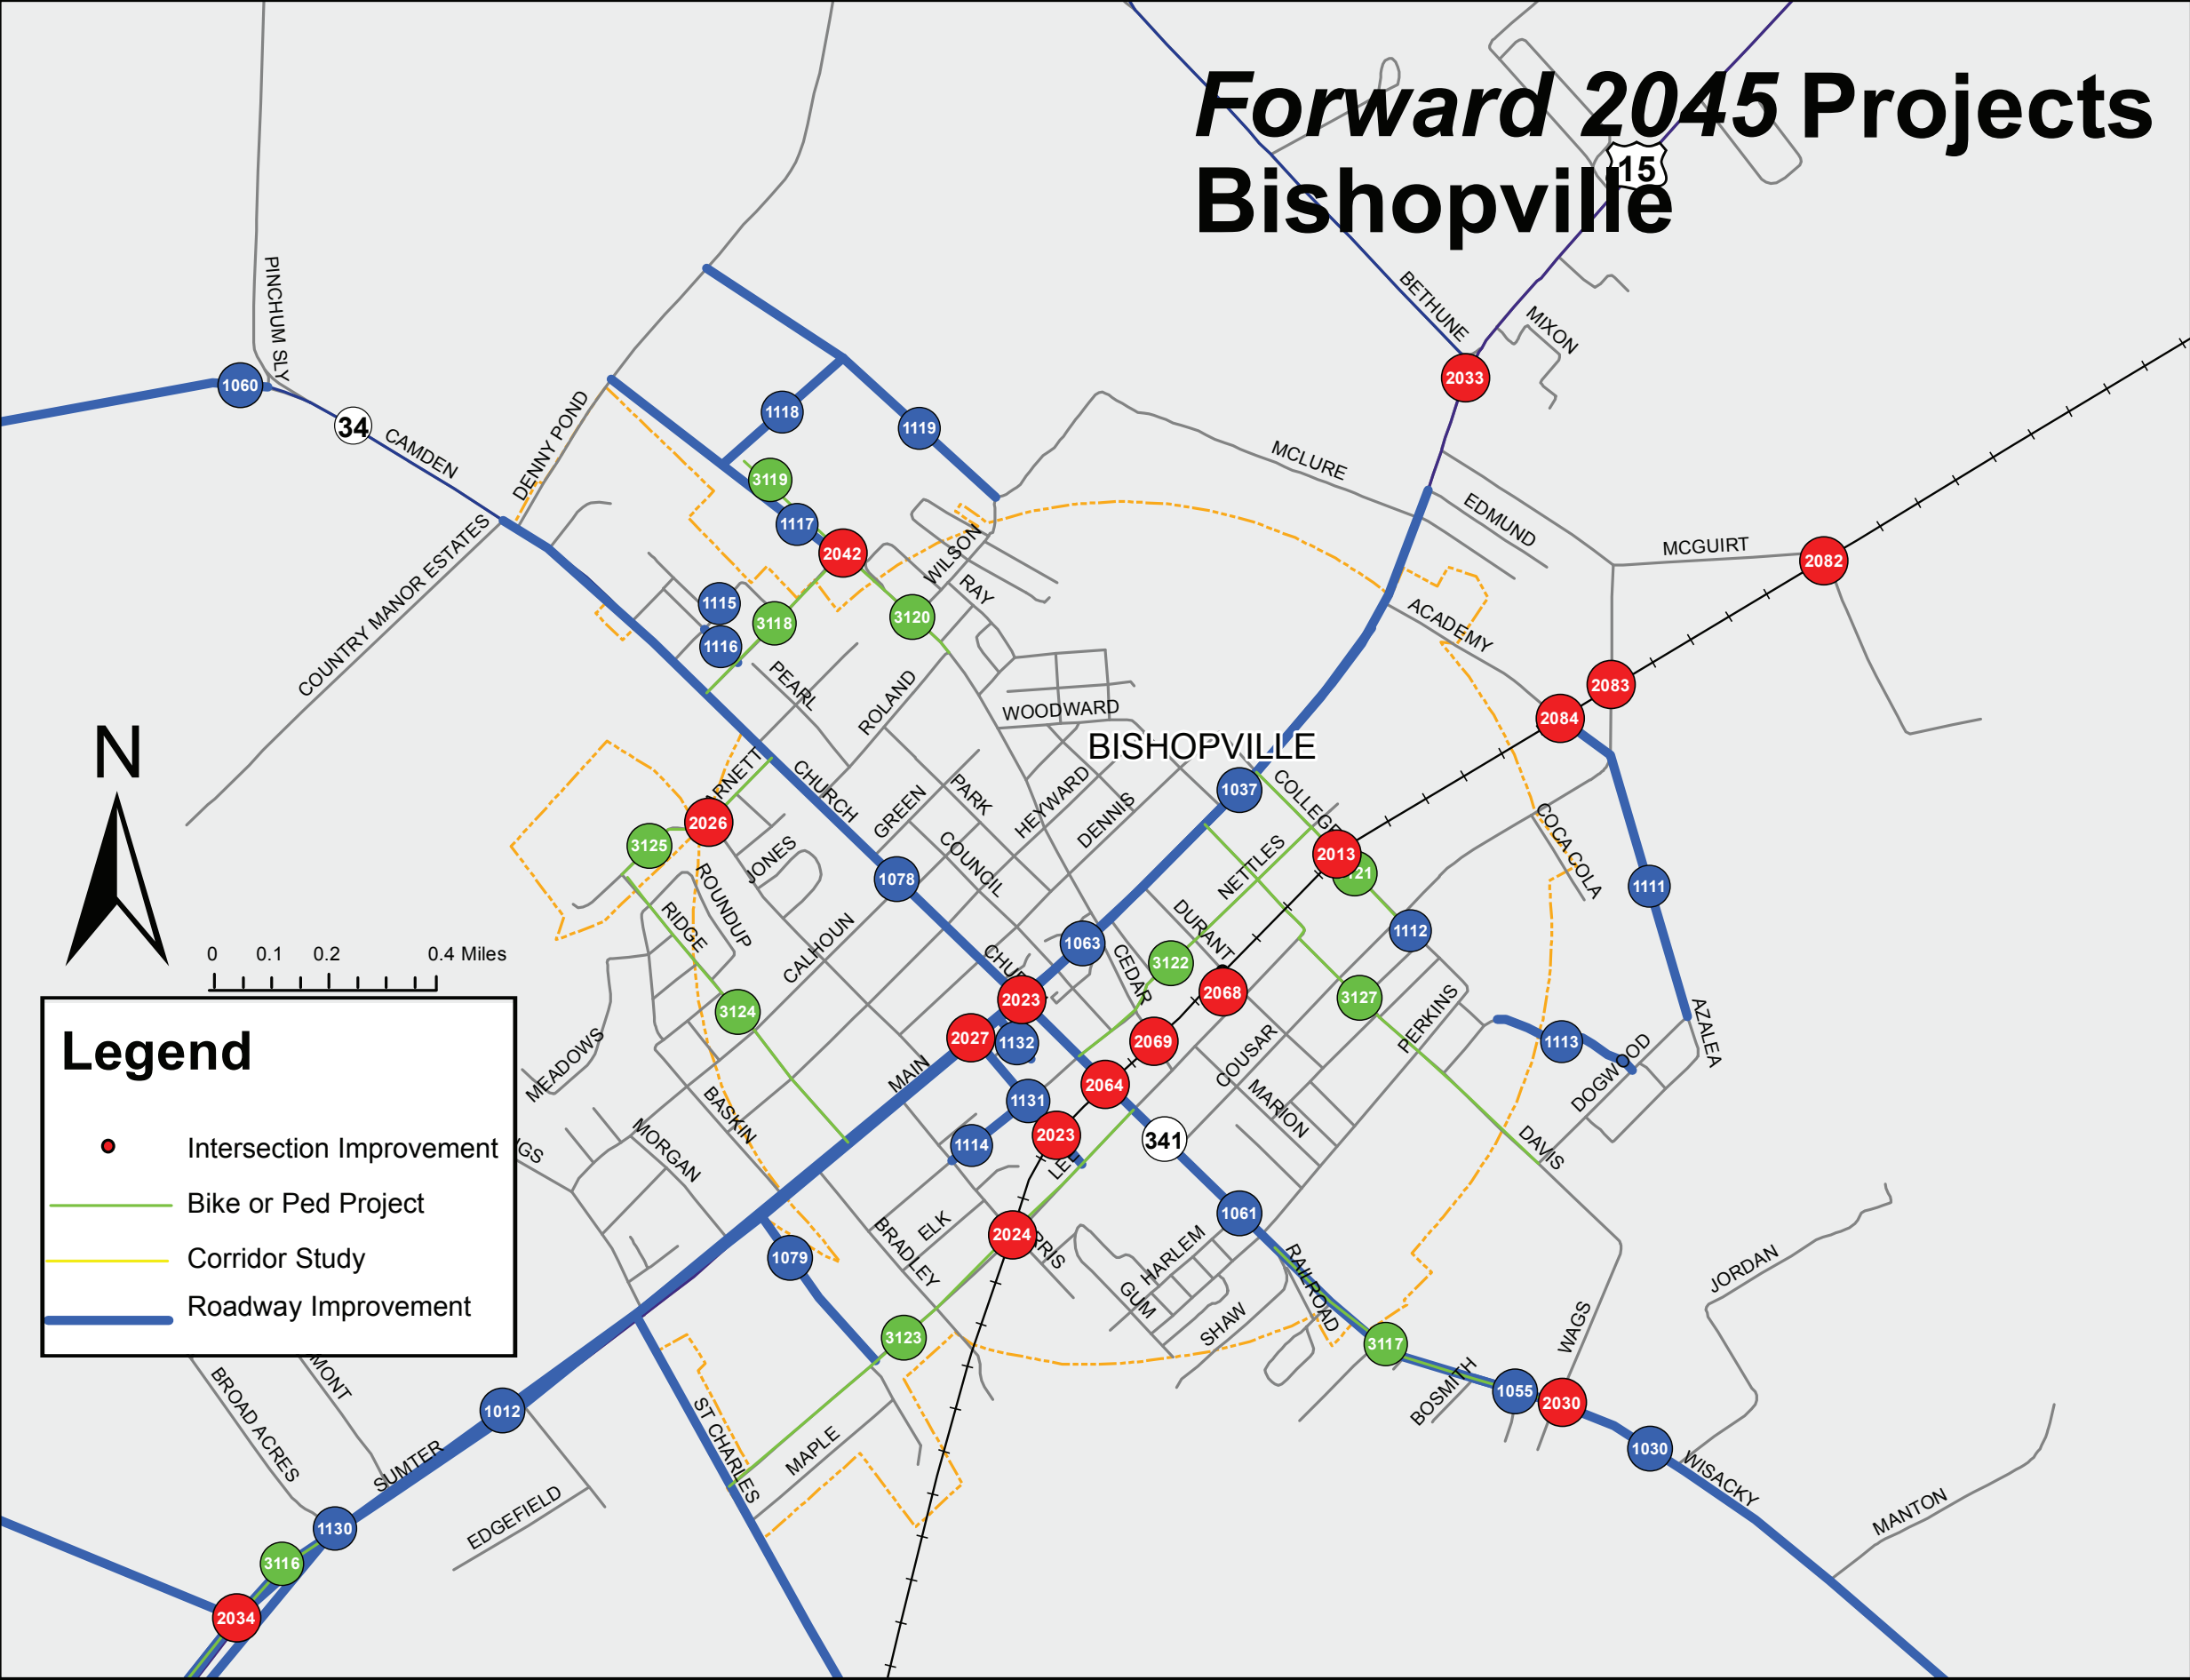 Forward 2045 Projects
Bishopville
15
BETHUNE
MIXON
2033
PINCHUM SLY
1060
34
CAMDEN
DENNY POND
COUNTRY MANOR ESTATES
1118
1119
3119
1117
2042
MCLURE
EDMUND
MCGUIRT
2082
WILSON
RAY
1115
1116
3118
3120
ACADEMY
2083
2084
PEARL
ROLAND
WOODWARD
BISHOPVILLE
1037
N
CHURCH
GREEN
PARK
HEYWARD
DENNIS
COLLEGE
COCA COLA
2026
3125
JONES
COUNCIL
NETTLES
2013
1111
1078
ROUNDUP
RIDGE
CALHOUN
DURANT
1112
1063
CEDAR
3122
2068
3127
0 0.1 0.2 0.4 Miles
3124
2023
2027
1132
2069
PERKINS
1113
DOGWOOD
AZALEA
MEADOWS
MAIN
COUSAR
2064
MARION
BASKIN
1131
2023
341
1114
MORGAN
DAVIS
Legend
Intersection Improvement
Bike or Ped Project
Corridor Study
Roadway Improvement
1079
BRADLEY
ELK
2024
1061
HARLEM
GUM
SHAW
RAILROAD
JORDAN
WAGS
3123
3117
BOSMITH
1055
2030
1030
WISACKY
MANTON
BROAD ACRES
1012
SUMTER
ST CHARLES
MAPLE
EDGEFIELD
1130
3116
2034